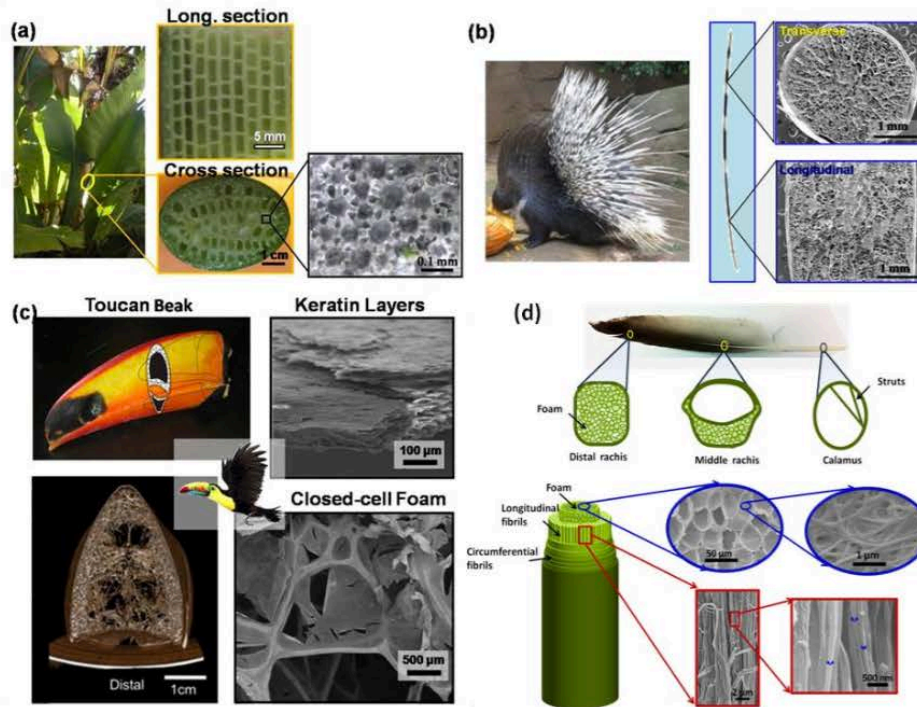 (a)
Long. section
5 mm
Cross section
1 cm
0.1 mm
(b)
Transverse
1 mm
Longitudinal
1 mm
(c)
Toucan Beak
Keratin Layers
100 µm
Closed-cell Foam
500 µm
Distal
1cm
(d)
Foam
Struts
Distal rachis
Middle rachis
Calamus
Foam
Longitudinal
fibrils
Circumferential
fibrils
50 µm
1 µm
2 µm
500 nm